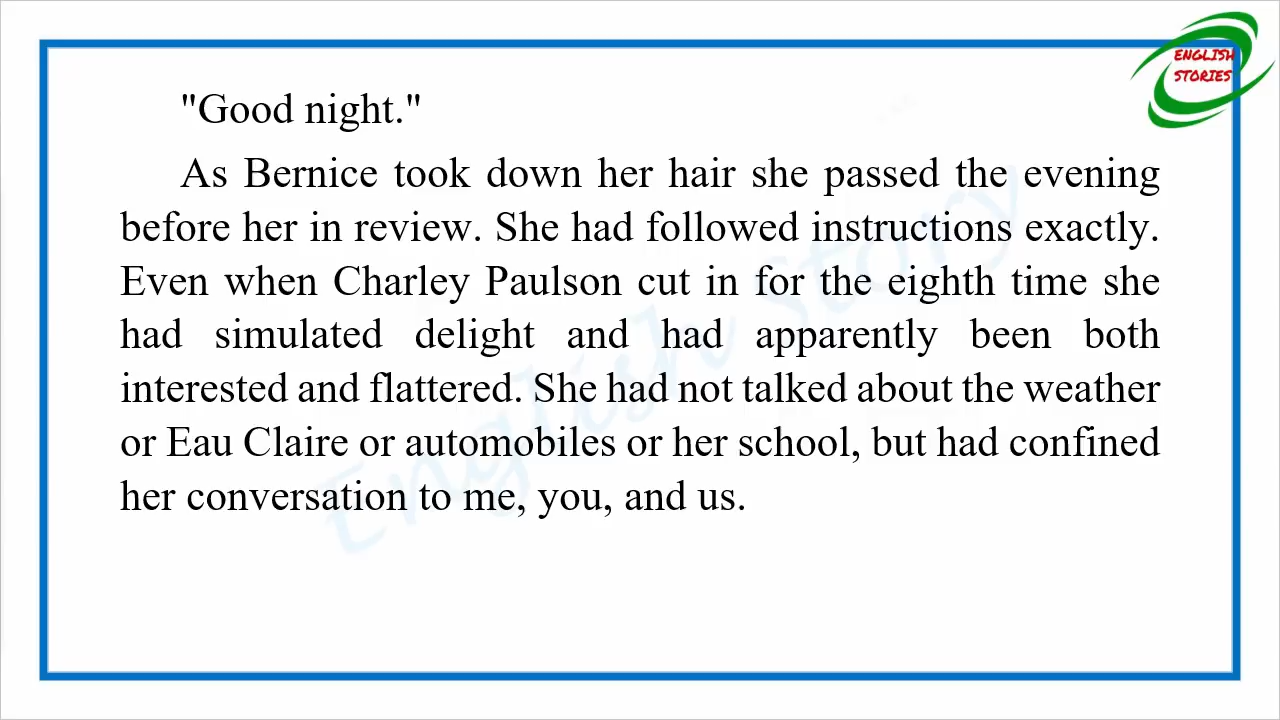 ENGLISH
STORIES
"Good night."
As Bernice took down her hair she passed the evening
before her in review. She had followed instructions exactly.
Even when Charley Paulson cut in for the eighth time she
had simulated delight and had apparently been both
interested and flattered. She had not talked about the weather
or Eau Claire or automobiles or her school, but had confined
her conversation to me, you, and us.
English Story